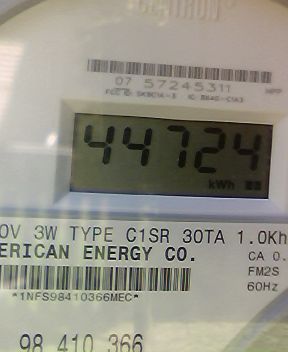 CENTRON®
07 57245311
44724
kWh
0V 3W TYPE C1SR 30TA 1.0Kh
ERICAN ENERGY CO.
CA 0.
FM2S
60Hz
*1NFS98410366MEC*
98 410 366